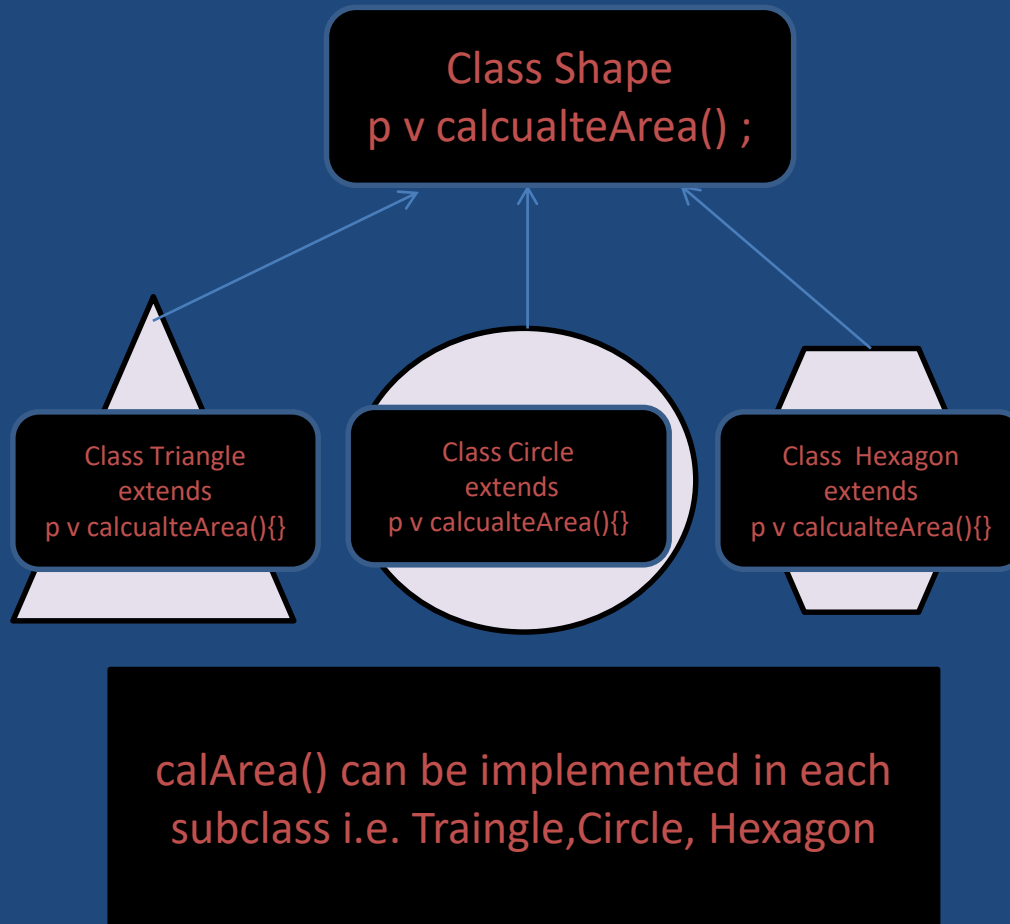 Class Shape
p v calcualteArea() ;
Class Triangle
extends
p v calcualteArea(){}
Class Circle
extends
p v calcualteArea(){}
Class  Hexagon
extends
p v calcualteArea(){}
calArea() can be implemented in each
subclass i.e. Traingle,Circle, Hexagon